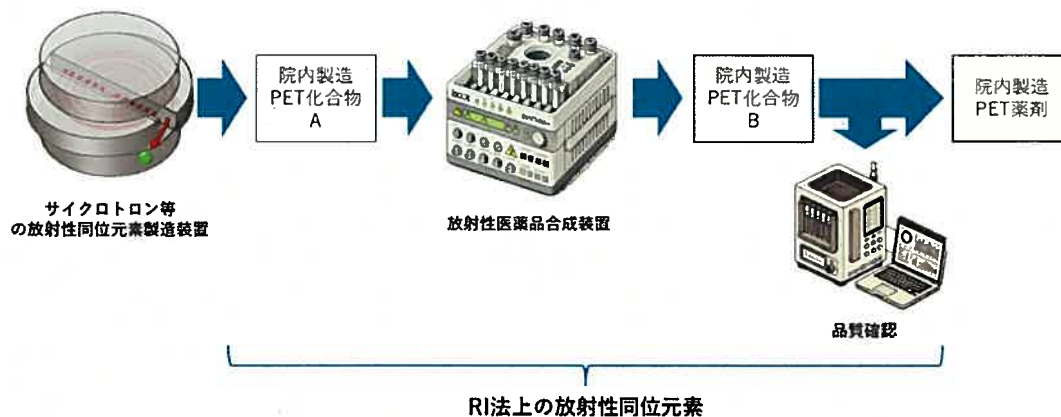 院内製造
PET化合物
A
院内製造
PET化合物
B
院内製造
PET薬剤
サイクロトロン等
の放射性同位元素製造装置
放射性医薬品合成装置
品質確認
RI法上の放射性同位元素